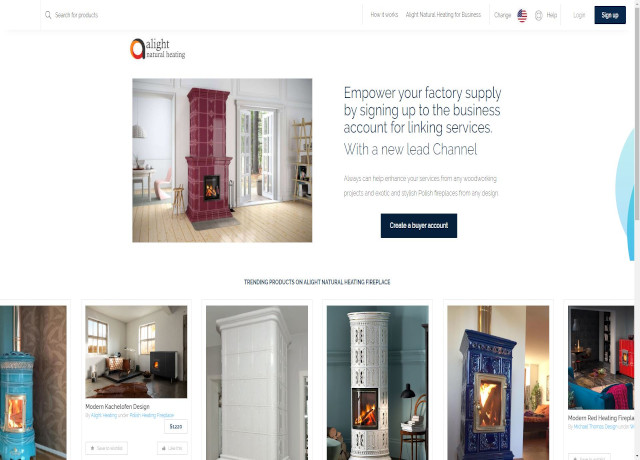 Search for products
How it works
Alight Natural Heating for Business
Change
Help
Login
Sign up
alight
natural heating
Empower your factory supply
by signing up to the business
account for linking services.
With a new lead Channel
Always can help enhance your services from any woodworking
projects and exotic and stylish Polish fireplaces from any design.
Create a buyer account
TRENDING PRODUCTS ON ALIGHT NATURAL HEATING FIREPLACE
Modern Kachelofen Design
By Alight Heating under Polish Heating Fireplace
$1220
Modern Red Heating Firepla
By Michael Thomas Design under